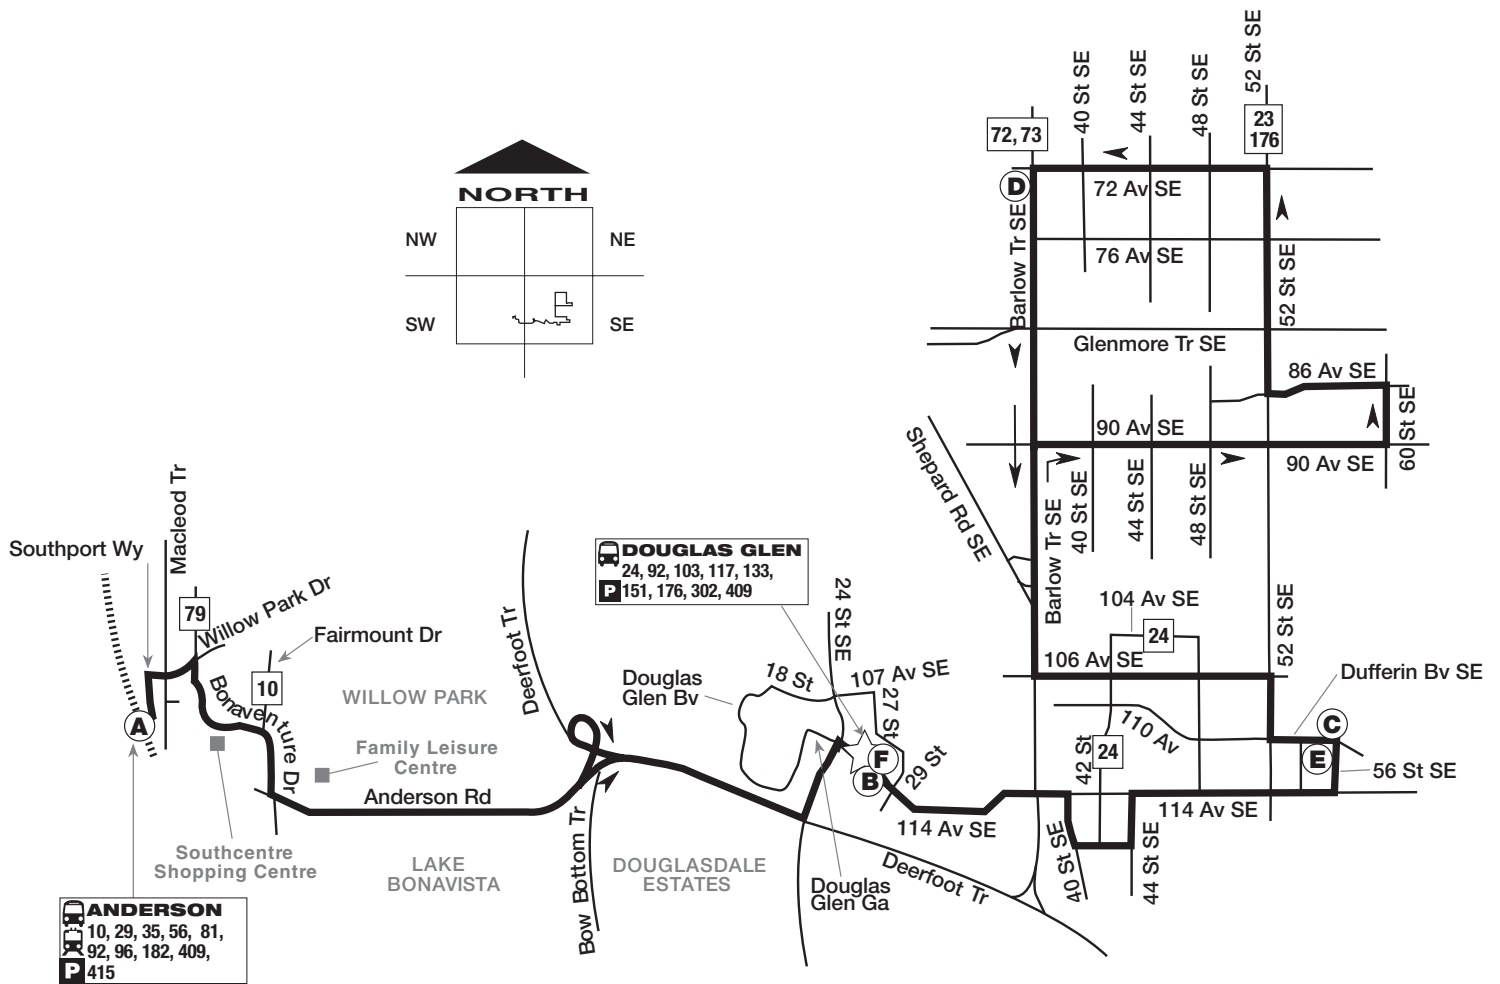 40 St SE
44 St SE
48 St SE
52 St SE
72, 73
23
176
D
72 Av SE
NORTH
NW
NE
SW
SE
Barlow Tr SE
76 Av SE
52 St SE
Glenmore Tr SE
86 Av SE
90 Av SE
60 St SE
90 Av SE
Shepard Rd SE
Barlow Tr SE
40 St SE
44 St SE
48 St SE
Macleod Tr
Southport Wy
79
Willow Park Dr
Fairmount Dr
10
Bonaventure Dr
WILLOW PARK
Family Leisure
Centre
Deerfoot Tr
DOUGLAS GLEN
24, 92, 103, 117, 133,
P 151, 176, 302, 409
24 St SE
18 St
107 Av SE
27 St
Douglas
Glen Bv
104 Av SE
24
106 Av SE
52 St SE
Dufferin Bv SE
110 Av
C
A
F
B
29 St
42 St
24
E
56 St SE
Anderson Rd
114 Av SE
114 Av SE
40 St SE
44 St SE
Southcentre
Shopping Centre
LAKE
BONAVISTA
Bow Bottom Tr
DOUGLASDALE
ESTATES
Douglas
Glen Ga
Deerfoot Tr
ANDERSON
10, 29, 35, 56, 81,
92, 96, 182, 409,
P 415